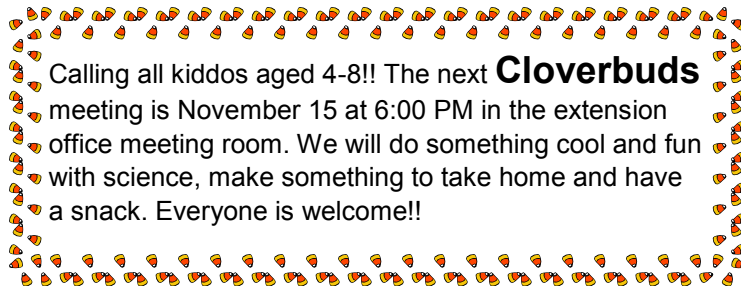 Calling all kiddos aged 4-8!! The next Cloverbuds
meeting is November 15 at 6:00 PM in the extension
office meeting room. We will do something cool and fun
with science, make something to take home and have
a snack. Everyone is welcome!!